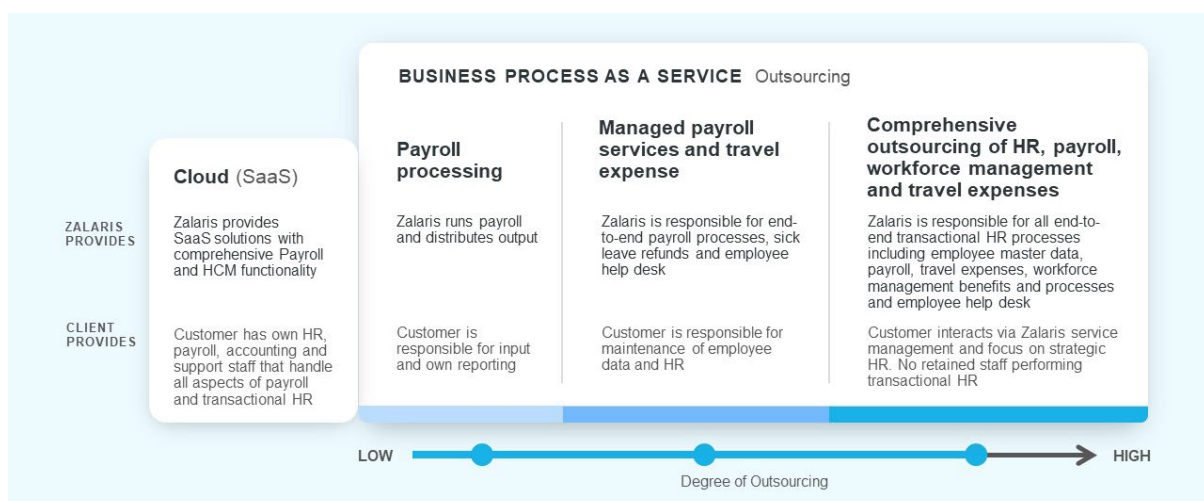 BUSINESS PROCESS AS A SERVICE Outsourcing
Cloud (SaaS)
Payroll
processing
Managed payroll
services and travel
expense
Comprehensive
outsourcing of HR, payroll,
workforce management
and travel expenses
ZALARIS
PROVIDES
Zalaris provides
SaaS solutions with
comprehensive Payroll
and HCM functionality
Zalaris runs payroll
and distributes output
Zalaris is responsible for end-
to-end payroll processes, sick
leave refunds and employee
help desk
Zalaris is responsible for all end-to-
end transactional HR processes
including employee master data,
payroll, travel expenses, workforce
management benefits and processes
and employee help desk
CLIENT
PROVIDES
Customer has own HR,
payroll, accounting and
support staff that handle
all aspects of payroll
and transactional HR
Customer is
responsible for input
and own reporting
Customer is responsible for
maintenance of employee
data and HR
Customer interacts via Zalaris service
management and focus on strategic
HR. No retained staff performing
transactional HR
LOW
HIGH
Degree of Outsourcing